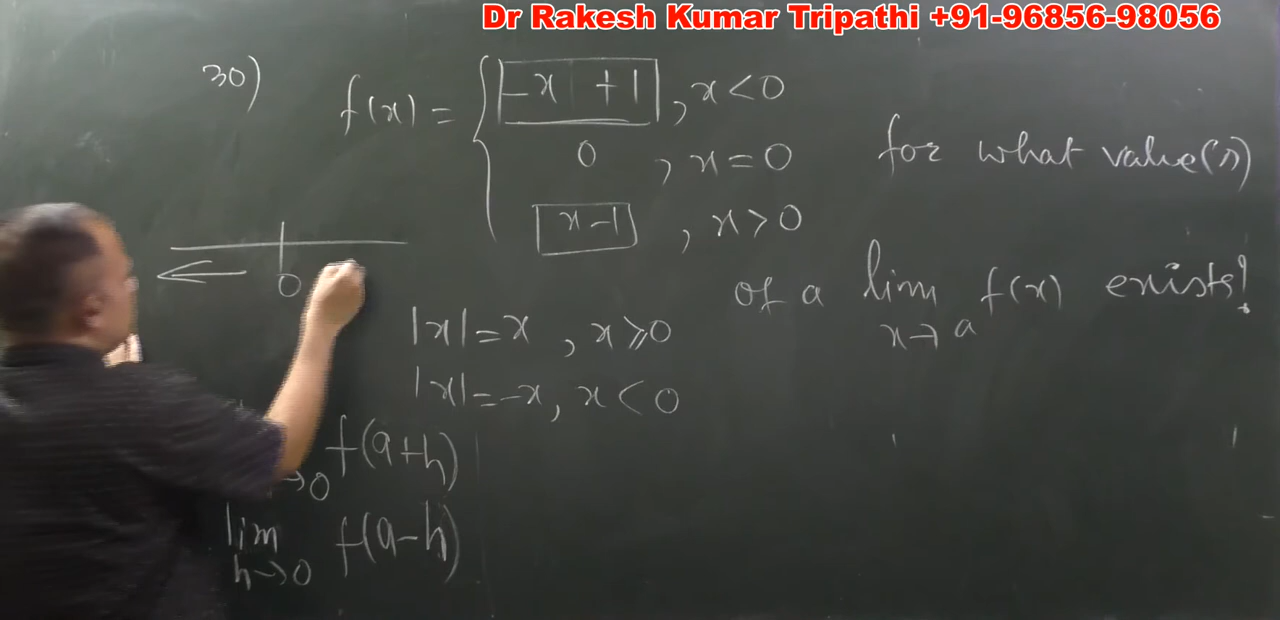 Dr Rakesh Kumar Tripathi +91-96856-98056
30) f(x) = { -x +1 , x<0
0 , x=0
x-1 , x>0
for what value(s)
of a lim f(x) exists?
x→a
0
|x|=x , x⩾0
|x|=-x, x<0
f(a+h)
→0
lim f(a-h)
h→0